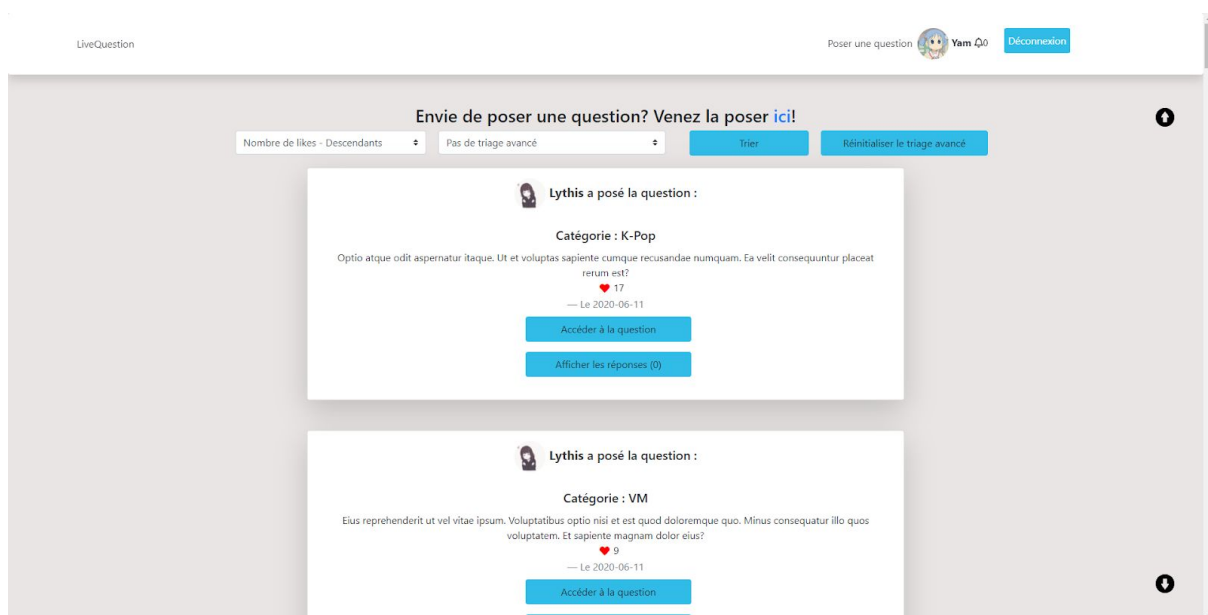 LiveQuestion
Poser une question Yam 0 Déconnexion
Envie de poser une question? Venez la poser ici!
Nombre de likes - Descendants Pas de triage avancé Trier Réinitialiser le triage avancé
Lythis a posé la question :
Catégorie : K-Pop
Optio atque odit aspernatur itaque. Ut et voluptas sapiente cumque recusandae numquam. Ea velit consequuntur placeat
rerum est?
17
— Le 2020-06-11
Accéder à la question
Afficher les réponses (0)
Lythis a posé la question :
Catégorie : VM
Eius reprehenderit ut vel vitae ipsum. Voluptatibus optio nisi et est quod doloremque quo. Minus consequatur illo quos
voluptatem. Et sapiente magnam dolor eius?
9
— Le 2020-06-11
Accéder à la question